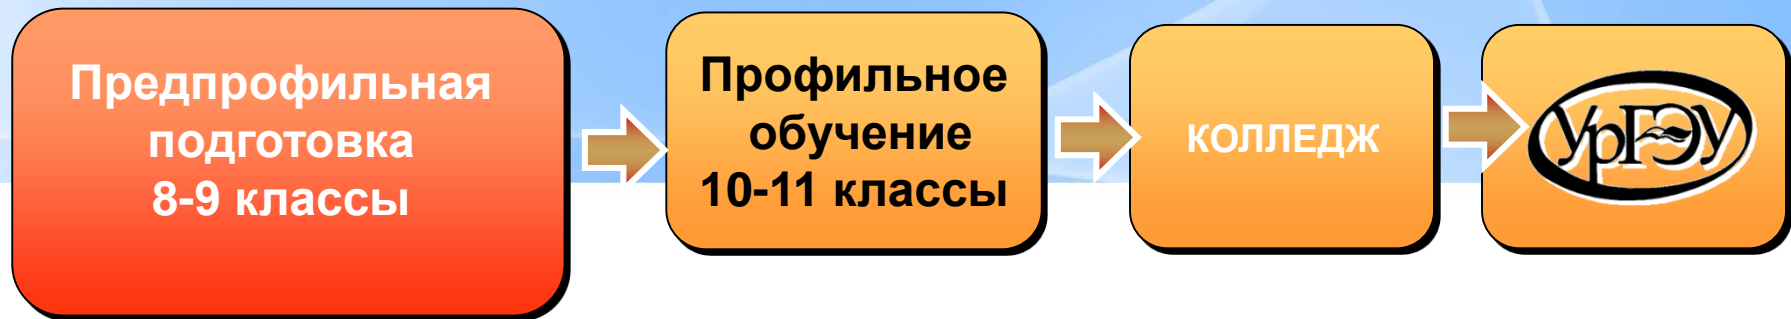 Предпрофильная
подготовка
8-9 классы
Профильное
обучение
10-11 классы
КОЛЛЕДЖ
УрГЭУ